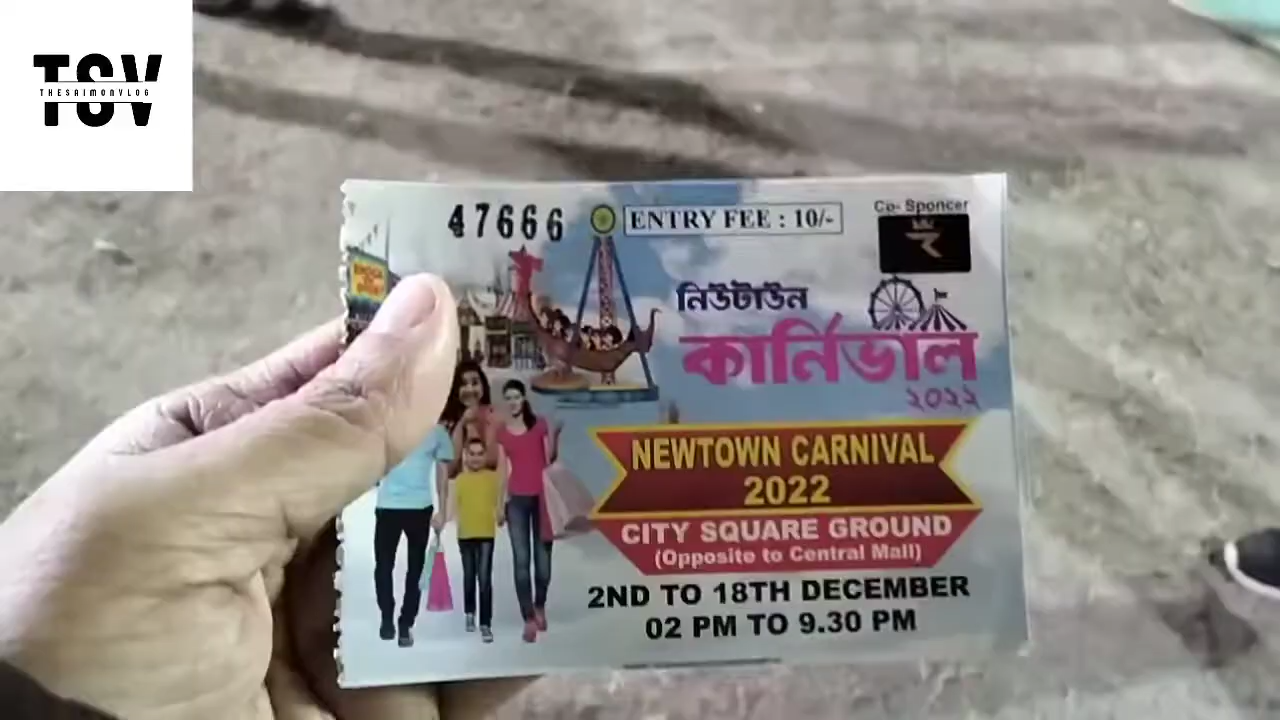 TSV
THESAIMONVLOG
47666
ENTRY FEE : 10/-
Co- Sponcer
নিউটাউন
কার্নিভাল
২০২২
NEWTOWN CARNIVAL
2022
CITY SQUARE GROUND
(Opposite to Central Mall)
2ND TO 18TH DECEMBER
02 PM TO 9.30 PM